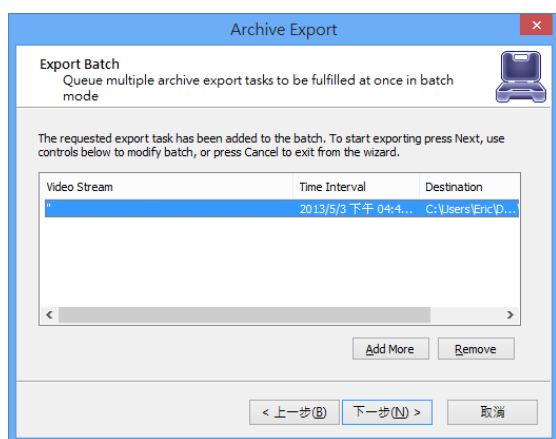 Archive Export
Export Batch
Queue multiple archive export tasks to be fulfilled at once in batch
mode
The requested export task has been added to the batch. To start exporting press Next, use
controls below to modify batch, or press Cancel to exit from the wizard.
Video Stream Time Interval Destination
" 2013/5/3 下午 04:4... C:\Users\Eric\D...
Add More Remove
< 上一步(B) 下一步(N) > 取消